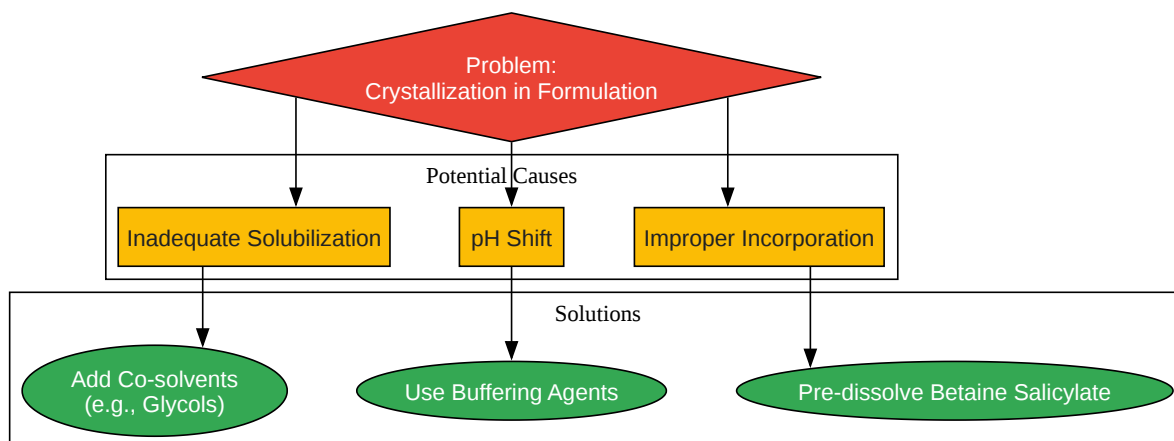 Problem:
Crystallization in Formulation
Potential Causes
Inadequate Solubilization
pH Shift
Improper Incorporation
Solutions
Add Co-solvents
(e.g., Glycols)
Use Buffering Agents
Pre-dissolve Betaine Salicylate